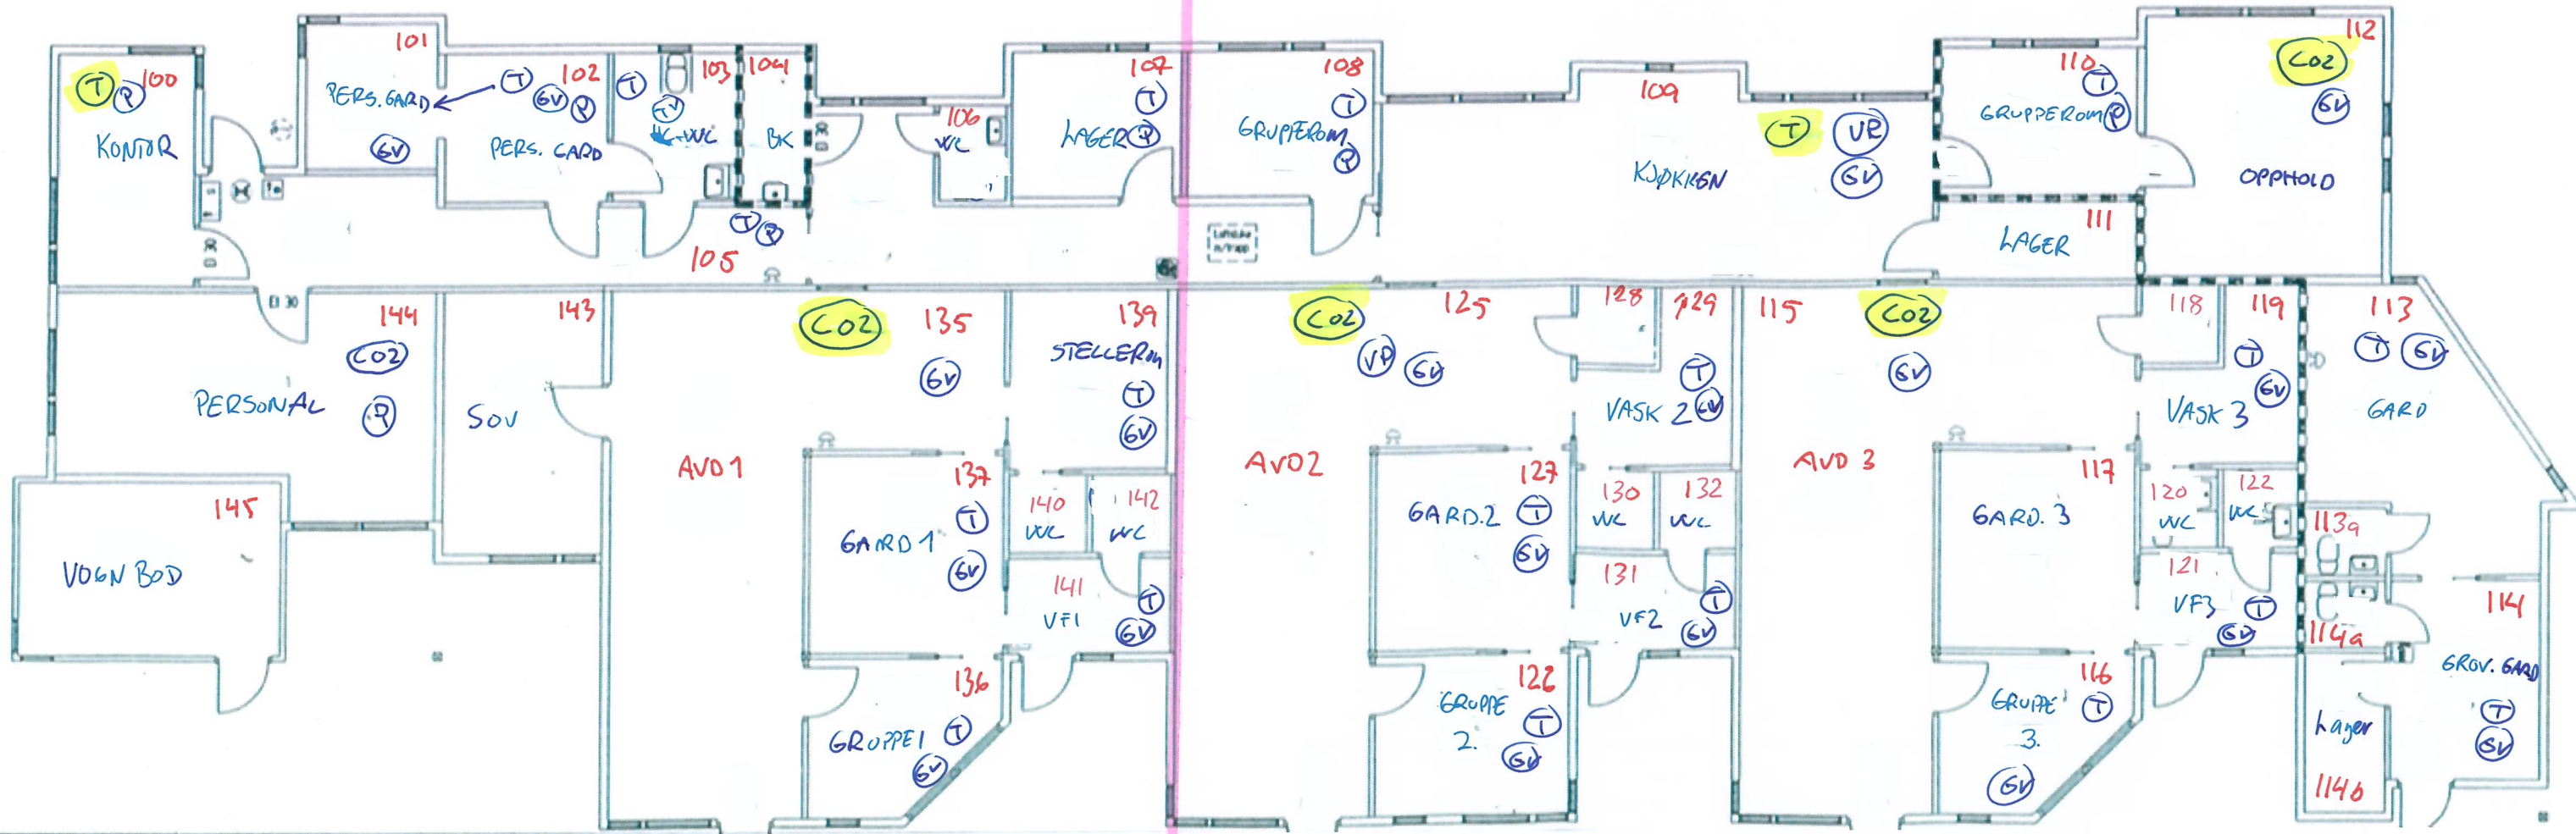 100
T P
KONTOR
101
PERS. GARD
GV
102
T GV P
PERS. GARD
103
T
WC
104
BK
105
T P
106
WC
107
T
LAGER P
108
T
GRUPPEROM
P
109
T VP
GV
KJØKKEN
110
T
GRUPPEROM P
111
LAGER
112
CO2
GV
OPPHOLD
Luftluke
m/trapp
EI 30
144
CO2
PERSONAL
P
143
SOV
145
VOGN BOD
CO2
135
GV
AVD 1
139
STELLEROM
T
GV
137
T
GARD 1
GV
140
WC
142
WC
141
VF1
T
GV
136
GRUPPE 1 T
GV
CO2
125
VP GV
AVD 2
128
129
T
VASK 2 GV
127
GARD. 2 T
GV
130
WC
132
WC
131
VF2
T
GV
GRUPPE
2.
T
GV
115
CO2
GV
AVD 3
118
119
T
GV
VASK 3
117
GARD. 3
120
WC
122
WC
121
VF3
T
GV
116
GRUPPE
3.
T
GV
113
T GV
GARD
113a
114a
114
GROV. GARD
T
GV
Lager
114b